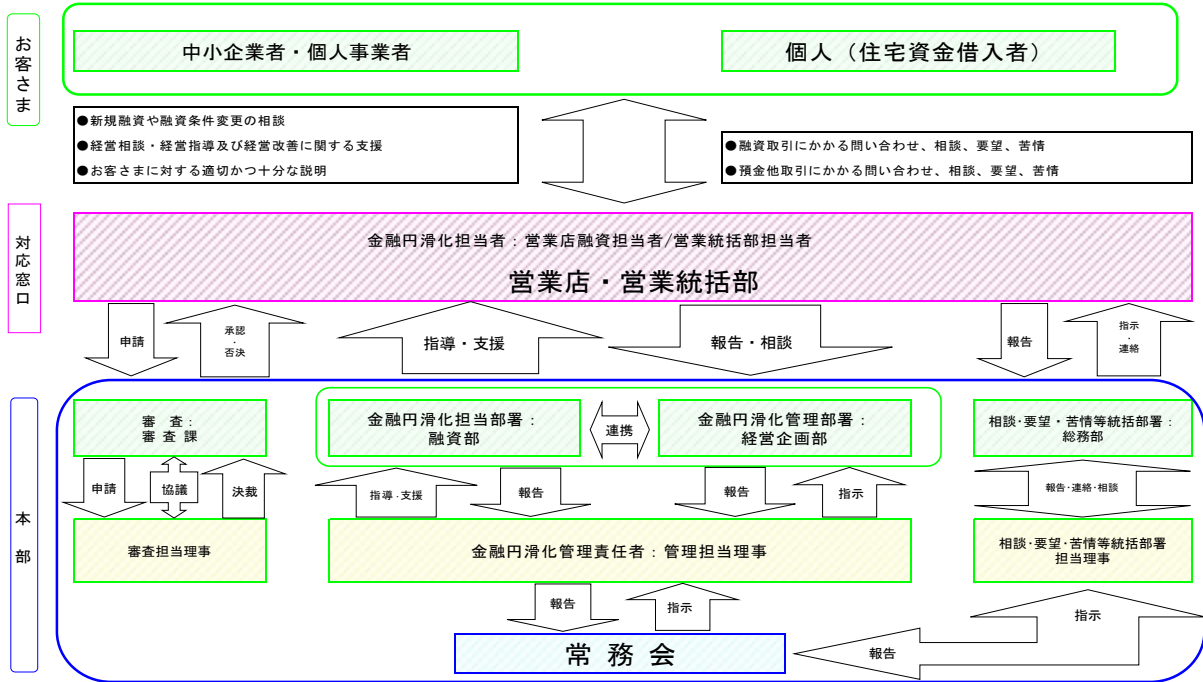 お客さま
中小企業者・個人事業者
個人（住宅資金借入者）
●新規融資や融資条件変更の相談
●経営相談・経営指導及び経営改善に関する支援
●お客さまに対する適切かつ十分な説明
●融資取引にかかる問い合わせ、相談、要望、苦情
●預金他取引にかかる問い合わせ、相談、要望、苦情
対応窓口
金融円滑化担当者：営業店融資担当者/営業統括部担当者
営業店・営業統括部
申請
承認
・
否決
指導・支援
報告・相談
報告
指示
・
連絡
本部
審 査：
審 査 課
金融円滑化担当部署：
融資部
連携
金融円滑化管理部署：
経営企画部
相談・要望・苦情等統括部署：
総務部
申請
協議
決裁
指導・支援
報告
報告
指示
報告・連絡・相談
審査担当理事
金融円滑化管理責任者：管理担当理事
相談・要望・苦情等統括部署
担当理事
報告
指示
指示
常 務 会
報告